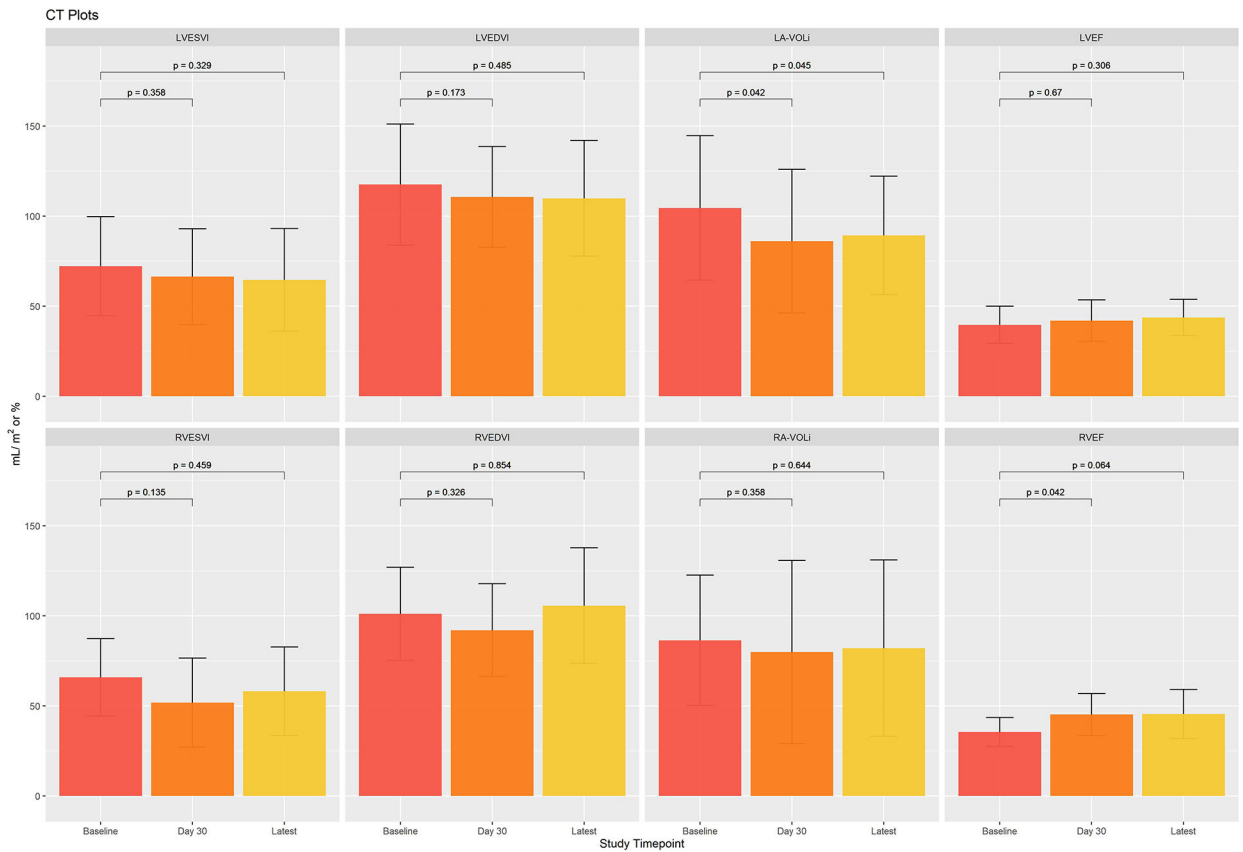 CT Plots
LVESVI
LVEDVI
LA-VOLi
LVEF
p = 0.329
p = 0.485
p = 0.045
p = 0.306
p = 0.358
p = 0.173
p = 0.042
p = 0.67
150
100
50
0
mL/ m² or %
RVESVI
RVEDVI
RA-VOLi
RVEF
p = 0.459
p = 0.854
p = 0.644
p = 0.064
p = 0.135
p = 0.326
p = 0.358
p = 0.042
150
100
50
0
Baseline Day 30 Latest
Baseline Day 30 Latest
Baseline Day 30 Latest
Baseline Day 30 Latest
Study Timepoint